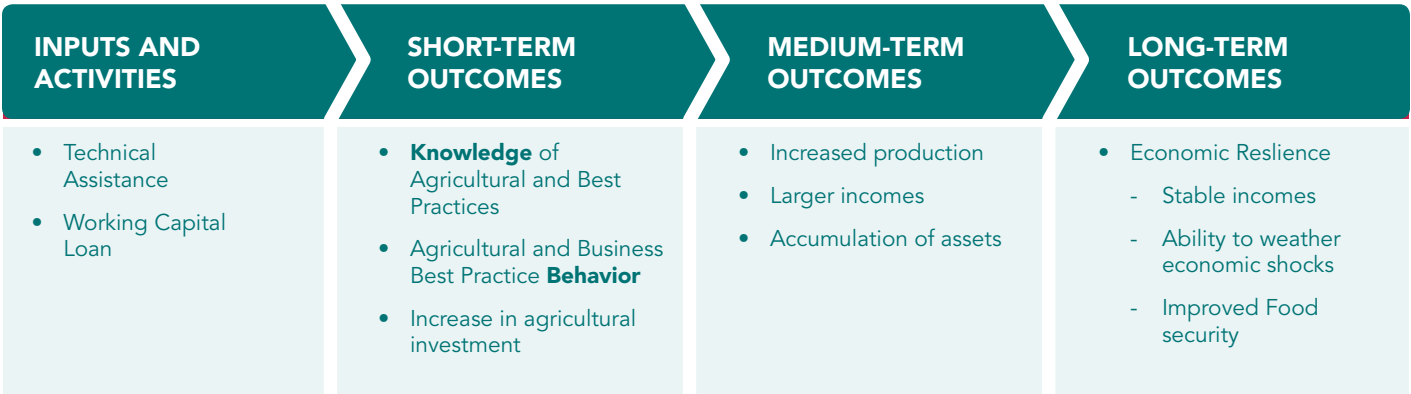 INPUTS AND
ACTIVITIES
• Technical
Assistance
• Working Capital
Loan
SHORT-TERM
OUTCOMES
• Knowledge of
Agricultural and Best
Practices
• Agricultural and Business
Best Practice Behavior
• Increase in agricultural
investment
MEDIUM-TERM
OUTCOMES
• Increased production
• Larger incomes
• Accumulation of assets
LONG-TERM
OUTCOMES
• Economic Reslience
- Stable incomes
- Ability to weather
economic shocks
- Improved Food
security